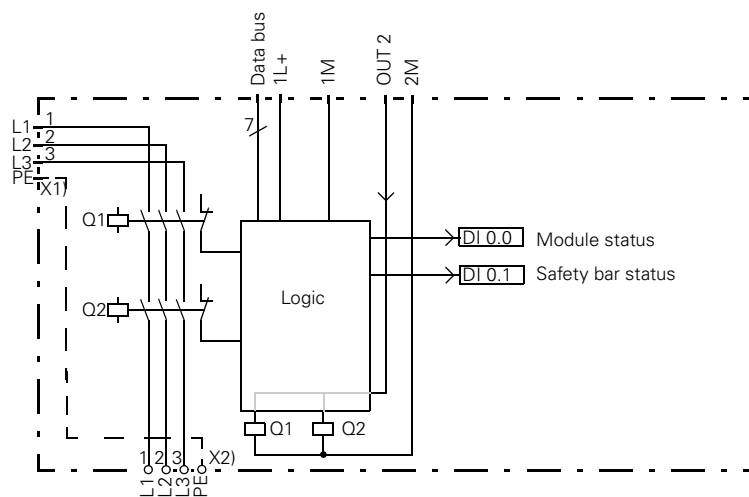 Data bus
1L+
1M
OUT 2
2M
7
L1 1
L2 2
L3 3
PE
X1)
Q1
Q2
Logic
DI 0.0 Module status
DI 0.1 Safety bar status
Q1 Q2
1 2 3 X2)
L1
L2
L3
PE